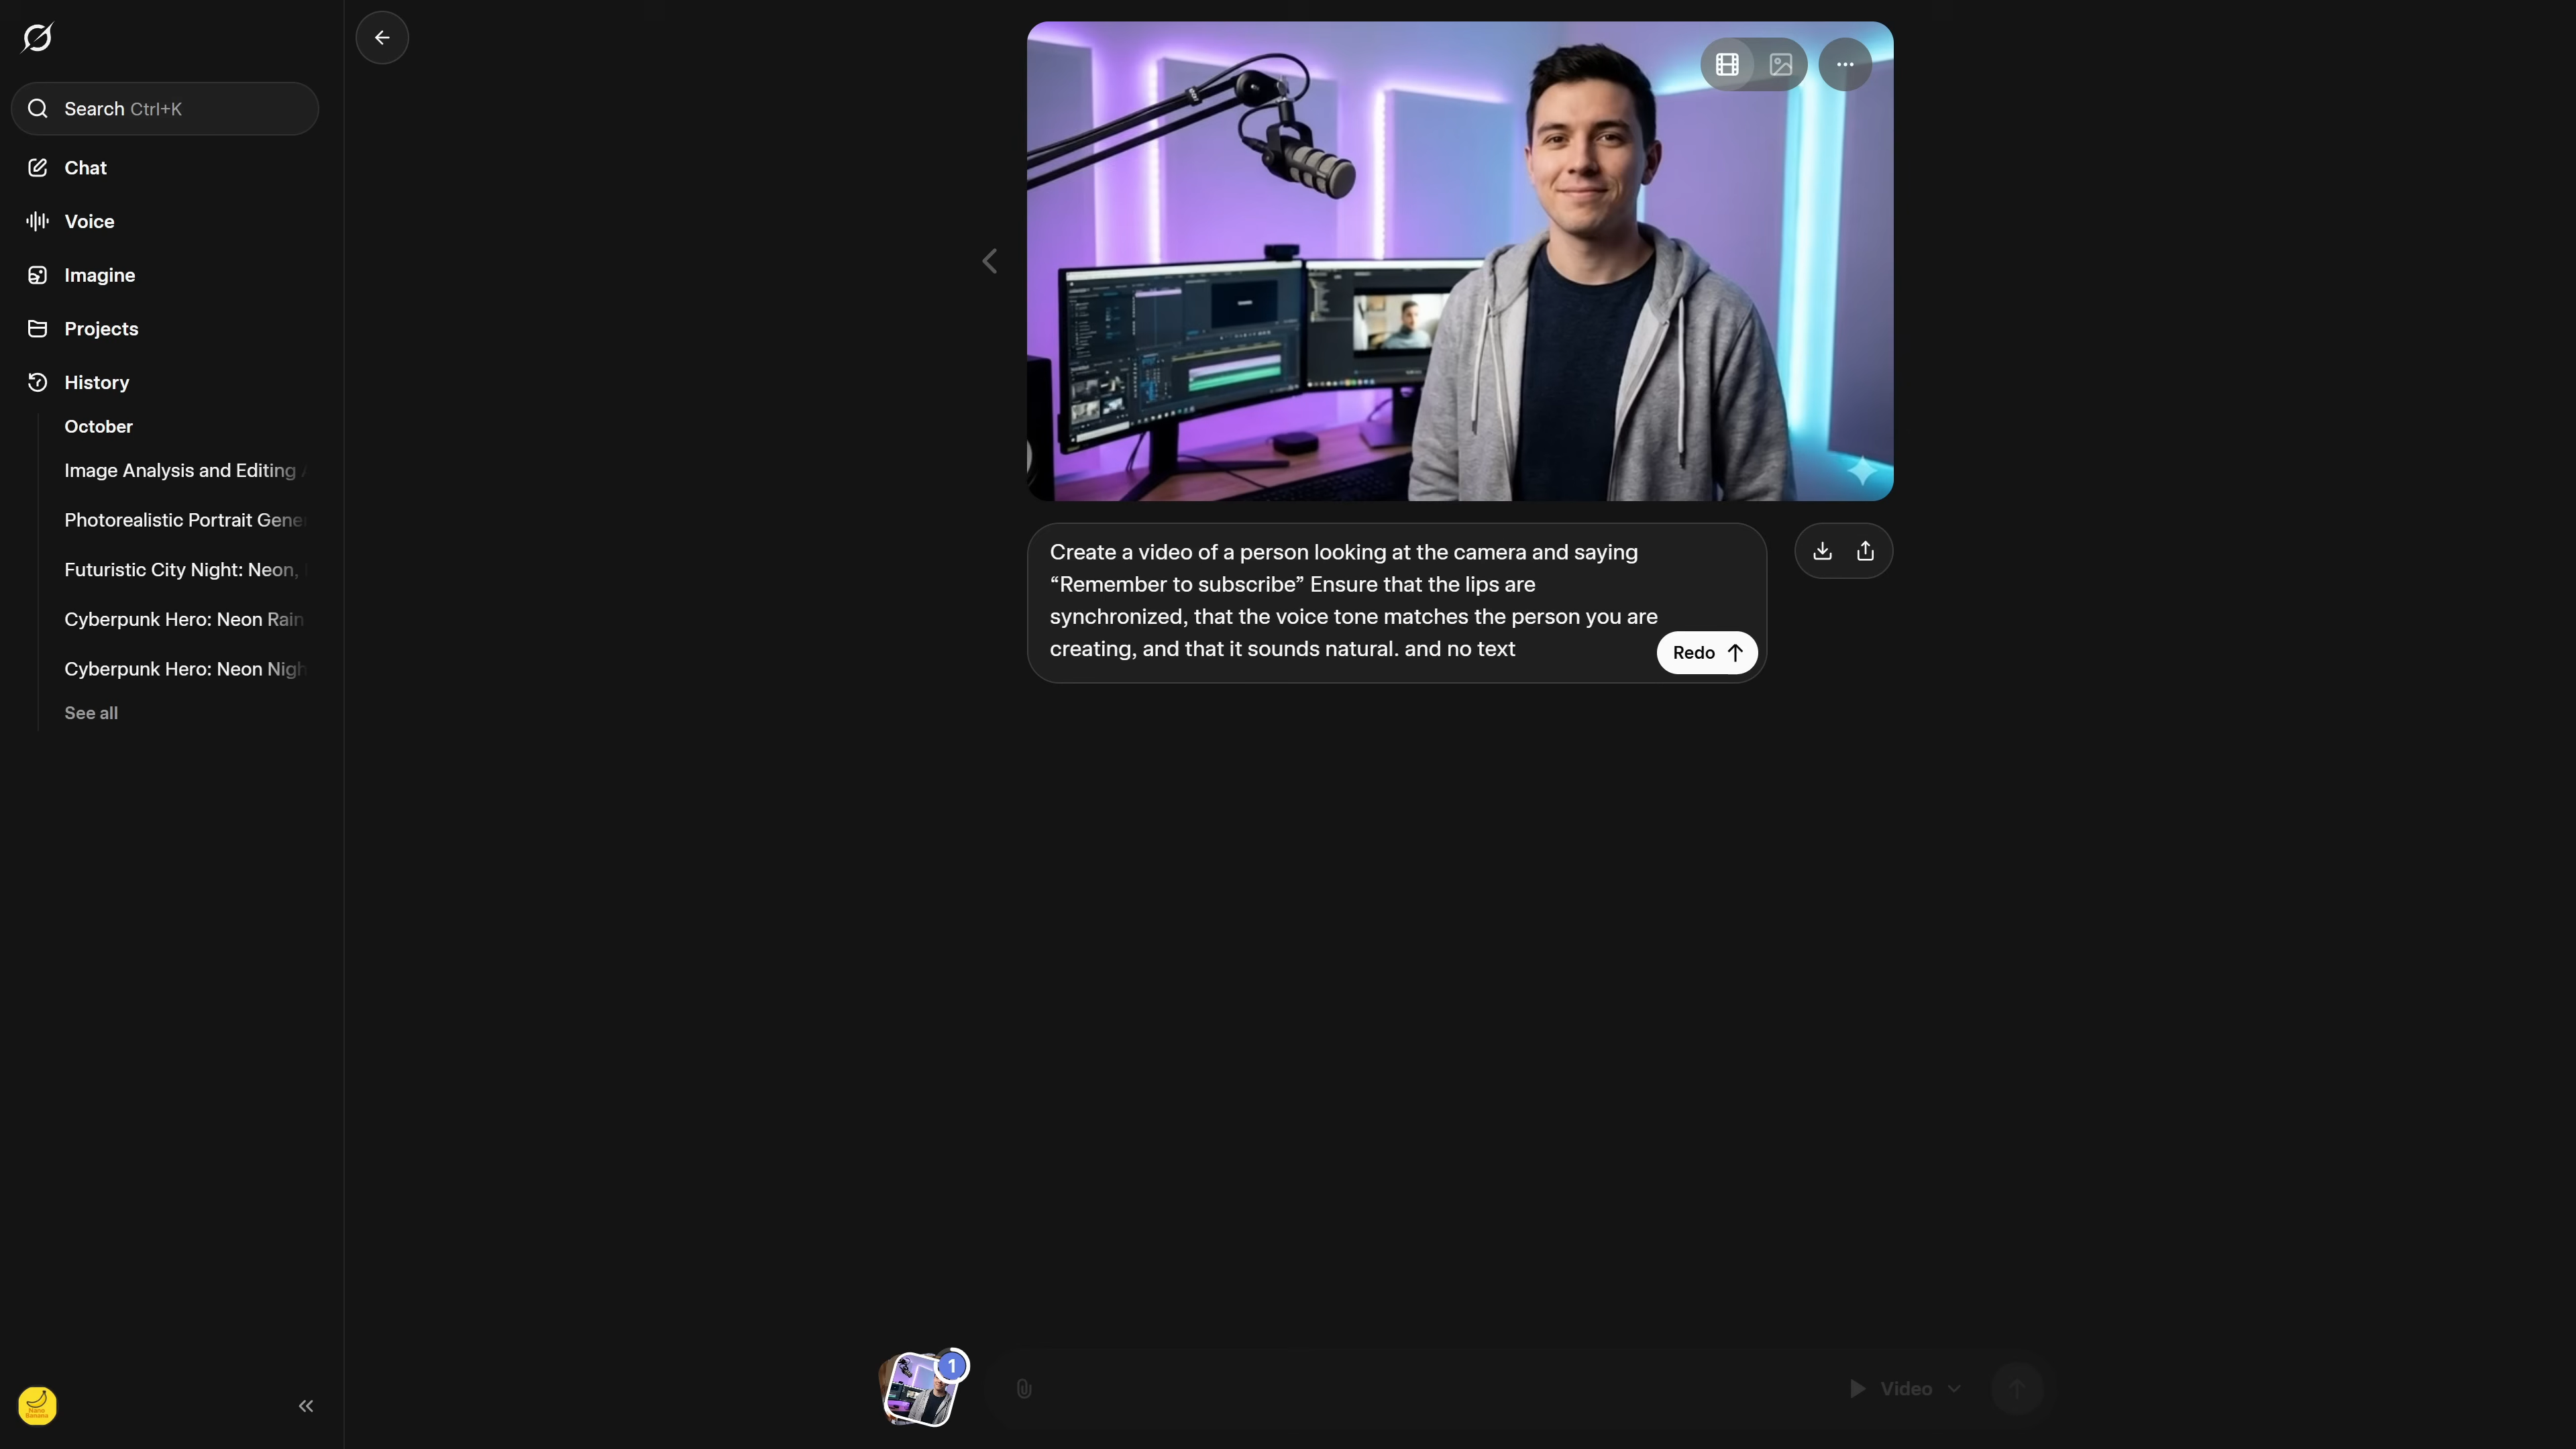 Search Ctrl+K
Chat
Voice
Imagine
Projects
History
October
Image Analysis and Editing
Photorealistic Portrait Gene
Futuristic City Night: Neon,
Cyberpunk Hero: Neon Rain
Cyberpunk Hero: Neon Nigh
See all
Create a video of a person looking at the camera and saying
“Remember to subscribe” Ensure that the lips are
synchronized, that the voice tone matches the person you are
creating, and that it sounds natural. and no text
Redo
1
Video
Nano
Banana